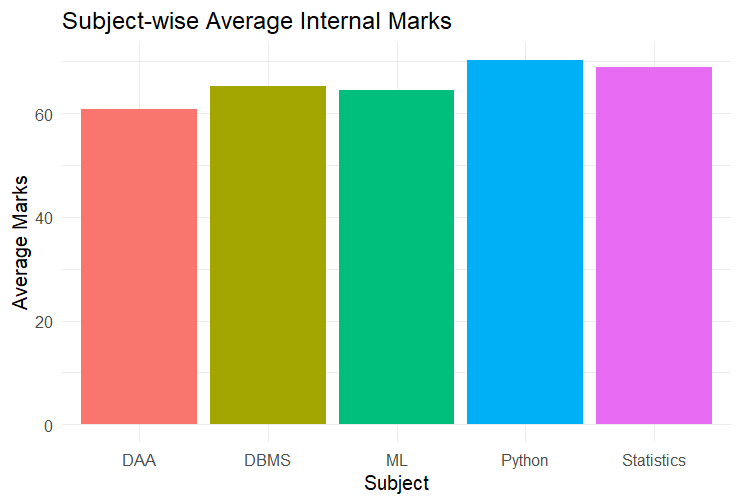 Subject-wise Average Internal Marks
Average Marks
60
40
20
0
DAA DBMS ML Python Statistics
Subject